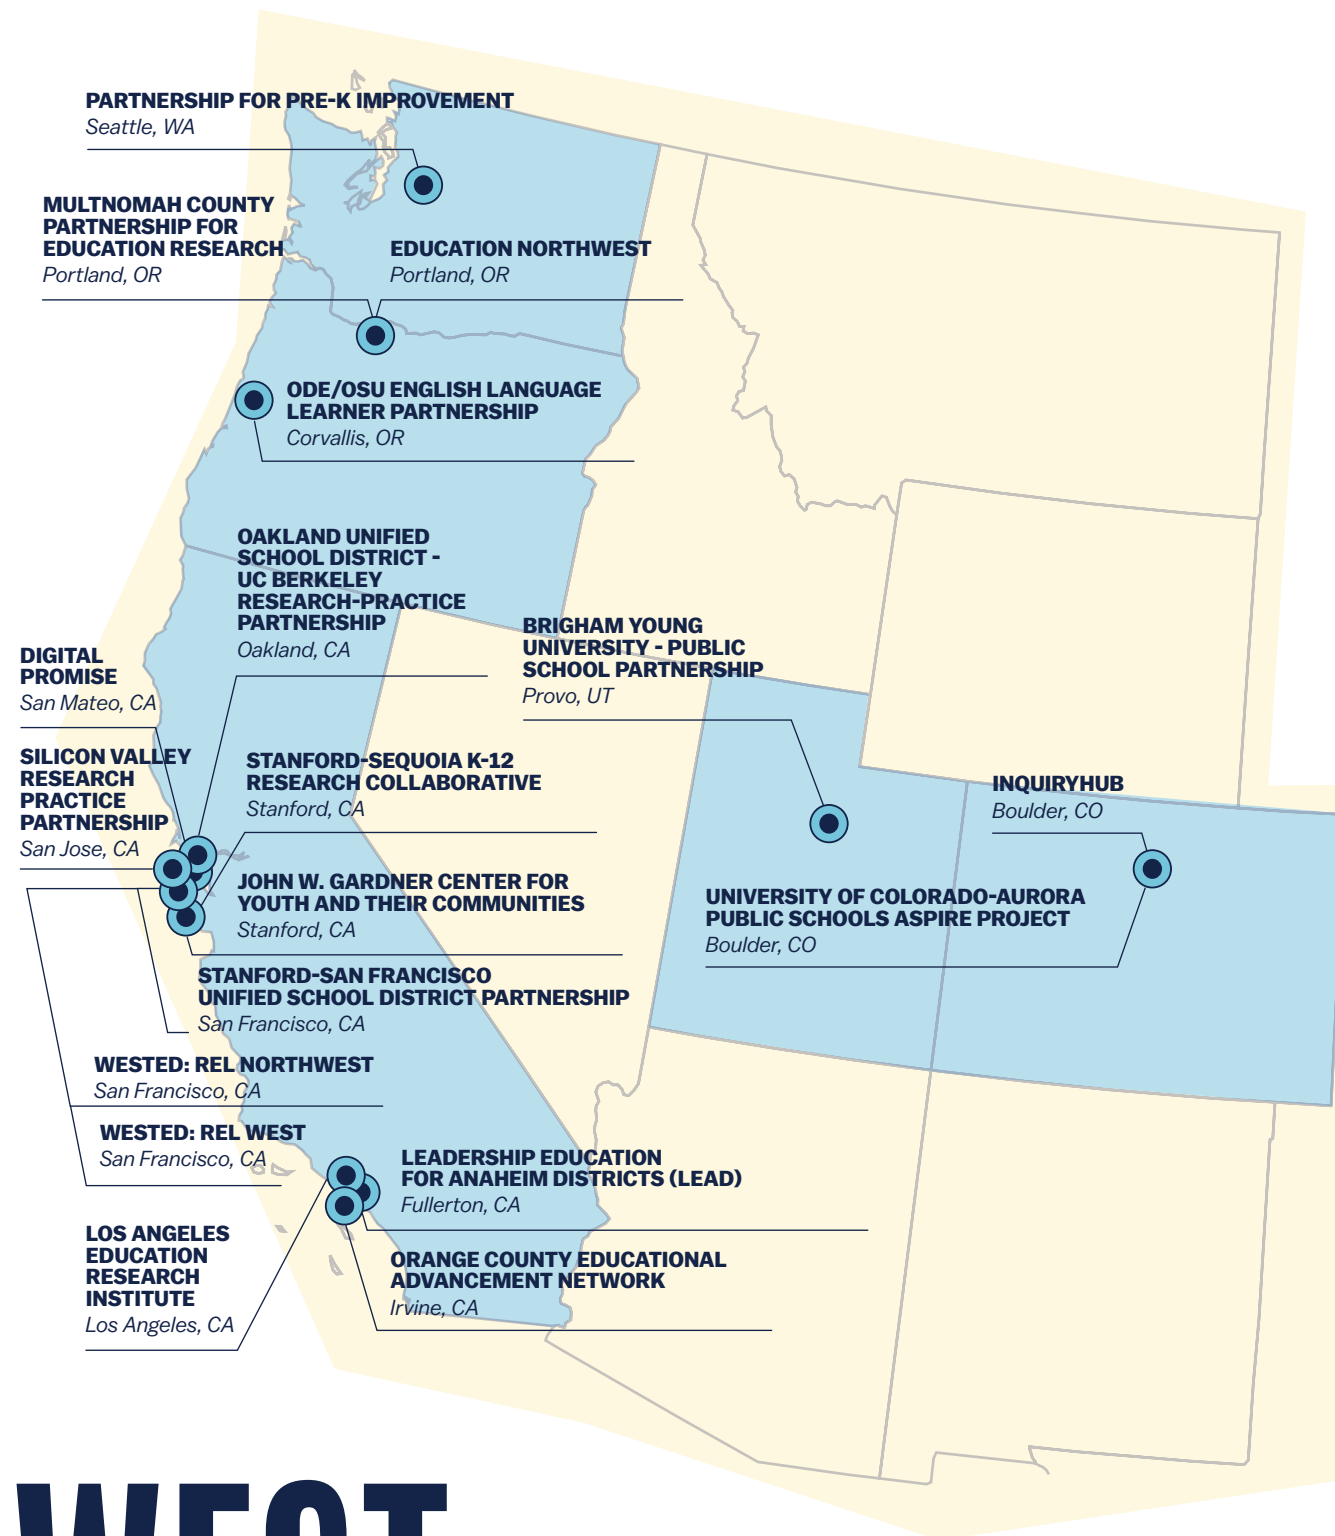 PARTNERSHIP FOR PRE-K IMPROVEMENT
Seattle, WA
MULTNOMAH COUNTY
PARTNERSHIP FOR
EDUCATION RESEARCH
Portland, OR
EDUCATION NORTHWEST
Portland, OR
ODE/OSU ENGLISH LANGUAGE
LEARNER PARTNERSHIP
Corvallis, OR
OAKLAND UNIFIED
SCHOOL DISTRICT -
UC BERKELEY
RESEARCH-PRACTICE
PARTNERSHIP
Oakland, CA
BRIGHAM YOUNG
UNIVERSITY - PUBLIC
SCHOOL PARTNERSHIP
Provo, UT
DIGITAL
PROMISE
San Mateo, CA
SILICON VALLEY
RESEARCH
PRACTICE
PARTNERSHIP
San Jose, CA
STANFORD-SEQUOIA K-12
RESEARCH COLLABORATIVE
Stanford, CA
INQUIRYHUB
Boulder, CO
JOHN W. GARDNER CENTER FOR
YOUTH AND THEIR COMMUNITIES
Stanford, CA
UNIVERSITY OF COLORADO-AURORA
PUBLIC SCHOOLS ASPIRE PROJECT
Boulder, CO
STANFORD-SAN FRANCISCO
UNIFIED SCHOOL DISTRICT PARTNERSHIP
San Francisco, CA
WESTED: REL NORTHWEST
San Francisco, CA
WESTED: REL WEST
San Francisco, CA
LEADERSHIP EDUCATION
FOR ANAHEIM DISTRICTS (LEAD)
Fullerton, CA
LOS ANGELES
EDUCATION
RESEARCH
INSTITUTE
Los Angeles, CA
ORANGE COUNTY EDUCATIONAL
ADVANCEMENT NETWORK
Irvine, CA
WEST